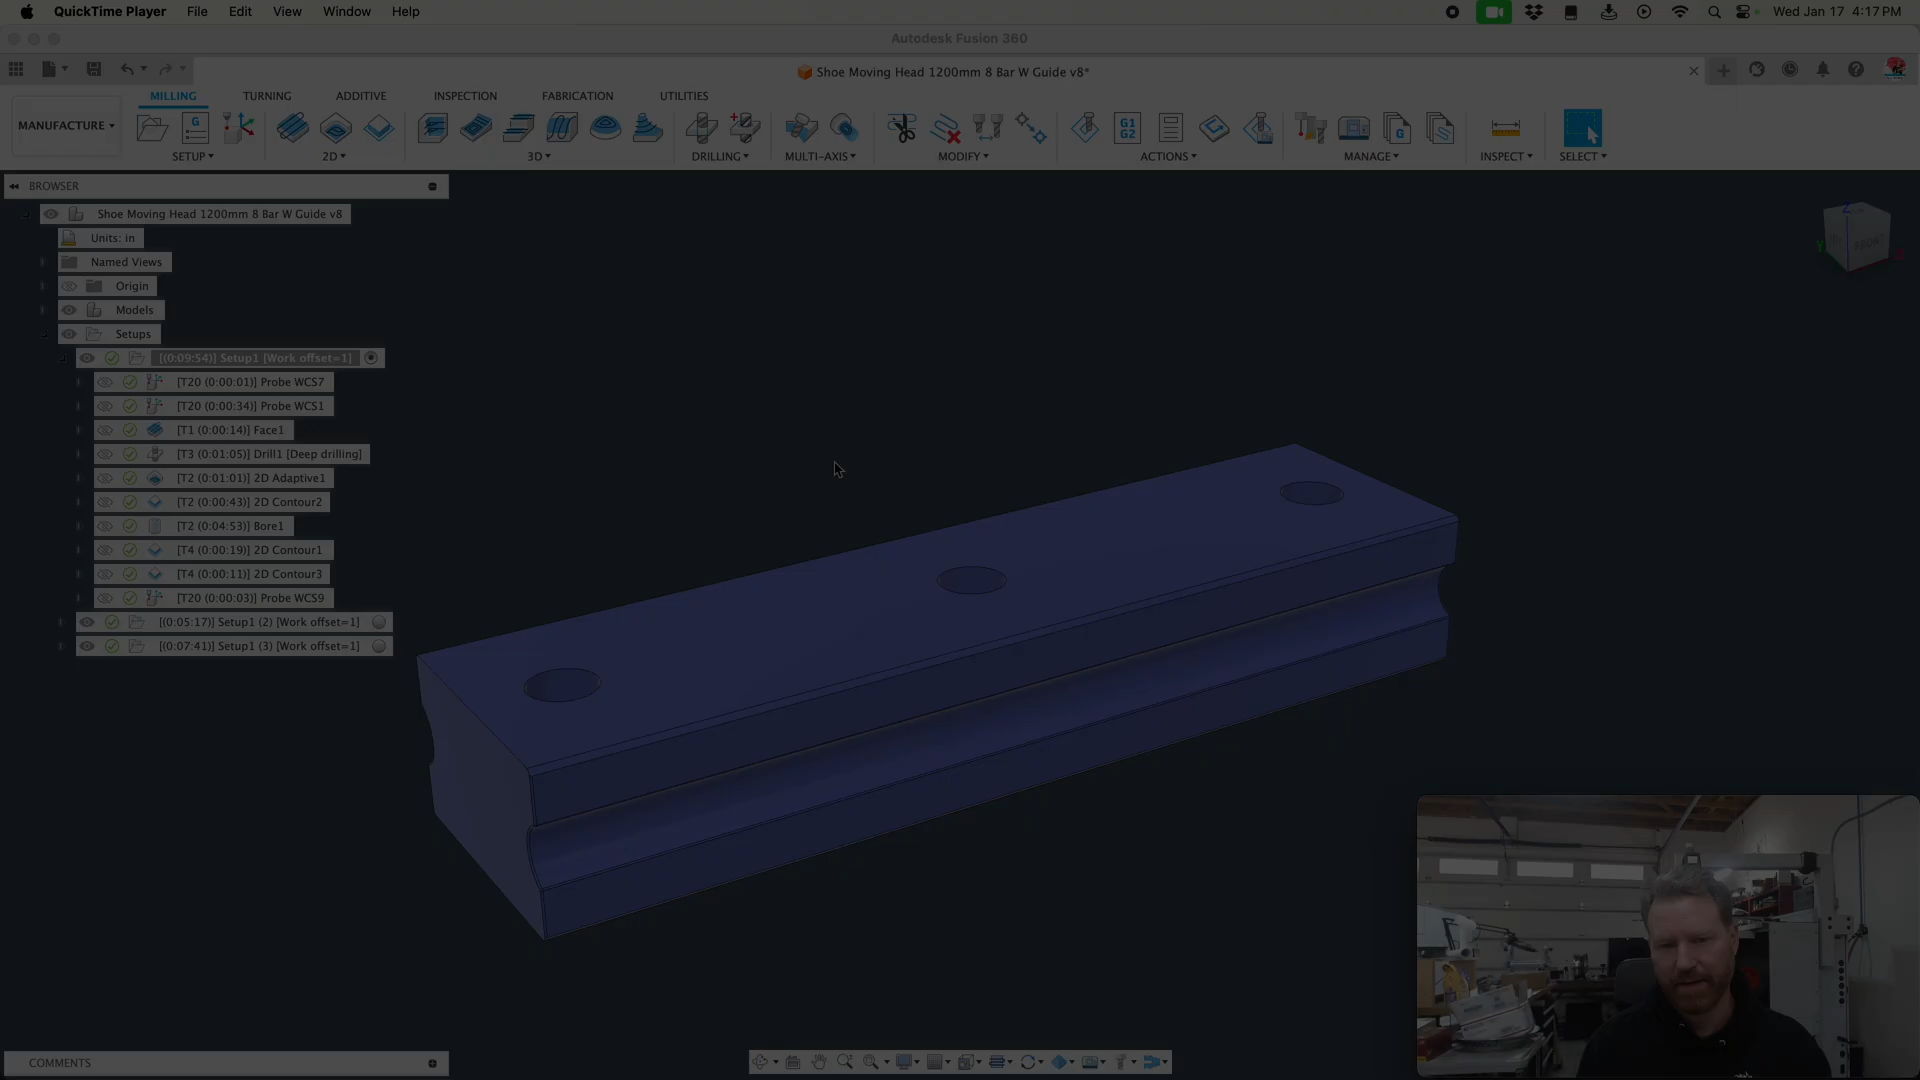 QuickTime Player File Edit View Window Help Wed Jan 17 4:17 PM
Autodesk Fusion 360
Shoe Moving Head 1200mm 8 Bar W Guide v8*
MILLING TURNING ADDITIVE INSPECTION FABRICATION UTILITIES
MANUFACTURE
G
G1
G2
G
SETUP 2D 3D DRILLING MULTI-AXIS MODIFY ACTIONS MANAGE INSPECT SELECT
BROWSER
Shoe Moving Head 1200mm 8 Bar W Guide v8
Units: in
Named Views
Origin
Models
Setups
[(0:09:54)] Setup1 [Work offset=1]
[T20 (0:00:01)] Probe WCS7
[T20 (0:00:34)] Probe WCS1
[T1 (0:00:14)] Face1
[T3 (0:01:05)] Drill1 [Deep drilling]
[T2 (0:01:01)] 2D Adaptive1
[T2 (0:00:43)] 2D Contour2
[T2 (0:04:53)] Bore1
[T4 (0:00:19)] 2D Contour1
[T4 (0:00:11)] 2D Contour3
[T20 (0:00:03)] Probe WCS9
[(0:05:17)] Setup1 (2) [Work offset=1]
[(0:07:41)] Setup1 (3) [Work offset=1]
Z
Y
FRONT
COMMENTS